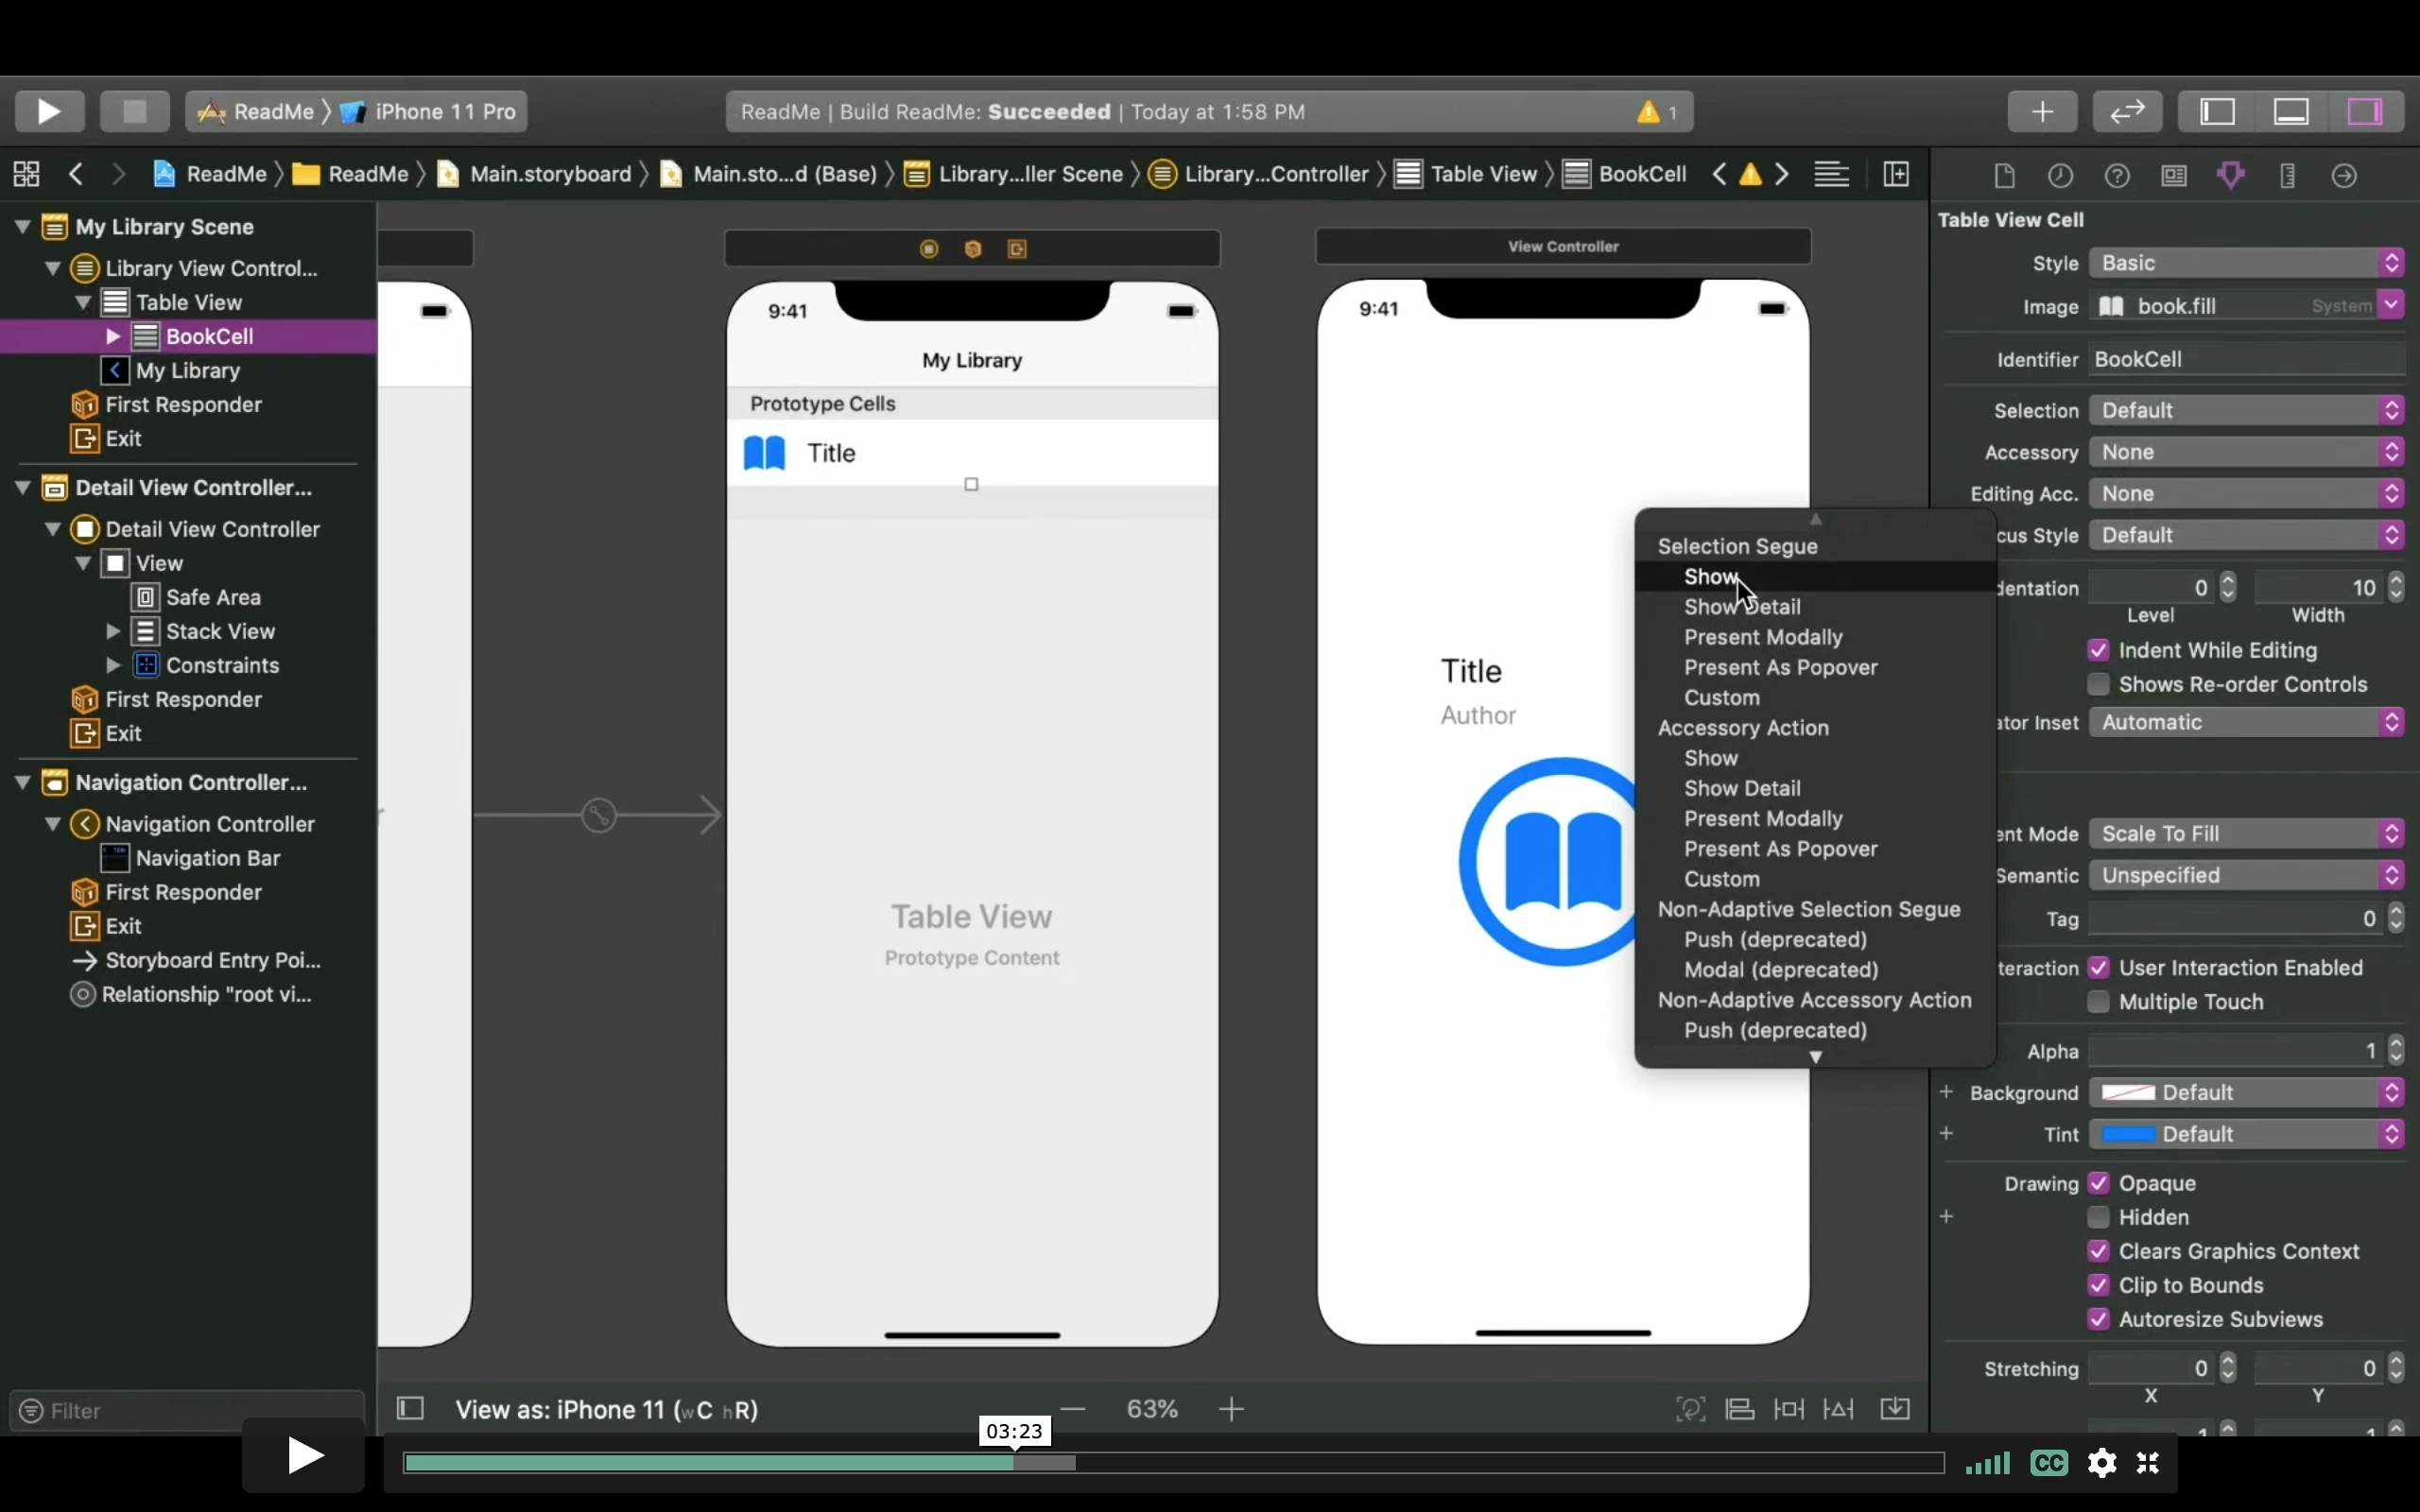 ReadMe 〉 iPhone 11 Pro
ReadMe | Build ReadMe: Succeeded | Today at 1:58 PM
1
ReadMe 〉 ReadMe 〉 Main.storyboard 〉 Main.sto...d (Base) 〉 Library...ller Scene 〉 Library...Controller 〉 Table View 〉 BookCell
My Library Scene
Library View Control...
Table View
BookCell
My Library
First Responder
Exit
Detail View Controller...
Detail View Controller
View
Safe Area
Stack View
Constraints
First Responder
Exit
Navigation Controller...
Navigation Controller
Navigation Bar
First Responder
Exit
Storyboard Entry Poi...
Relationship "root vi...
Filter
9:41
My Library
Prototype Cells
Title
Table View
Prototype Content
View Controller
9:41
Title
Author
Selection Segue
Show
Show Detail
Present Modally
Present As Popover
Custom
Accessory Action
Show
Show Detail
Present Modally
Present As Popover
Custom
Non-Adaptive Selection Segue
Push (deprecated)
Modal (deprecated)
Non-Adaptive Accessory Action
Push (deprecated)
Table View Cell
Style Basic
Image book.fill System
Identifier BookCell
Selection Default
Accessory None
Editing Acc. None
cus Style Default
dentation 0 10
Level Width
Indent While Editing
Shows Re-order Controls
ator Inset Automatic
ent Mode Scale To Fill
Semantic Unspecified
Tag 0
teraction User Interaction Enabled
Multiple Touch
Alpha 1
+ Background Default
+ Tint Default
Drawing Opaque
+ Hidden
Clears Graphics Context
Clip to Bounds
Autoresize Subviews
Stretching 0 0
X Y
1 1
View as: iPhone 11 (wC hR)
63%
03:23
CC